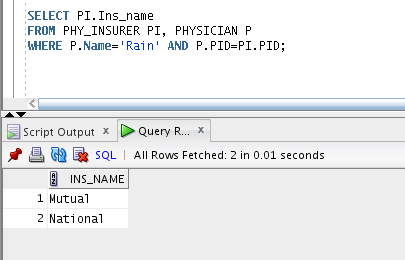 SELECT PI.Ins_name
FROM PHY_INSURER PI, PHYSICIAN P
WHERE P.Name='Rain' AND P.PID=PI.PID;
Script Output x Query R... x
SQL | All Rows Fetched: 2 in 0.01 seconds
INS_NAME
1 Mutual
2 National